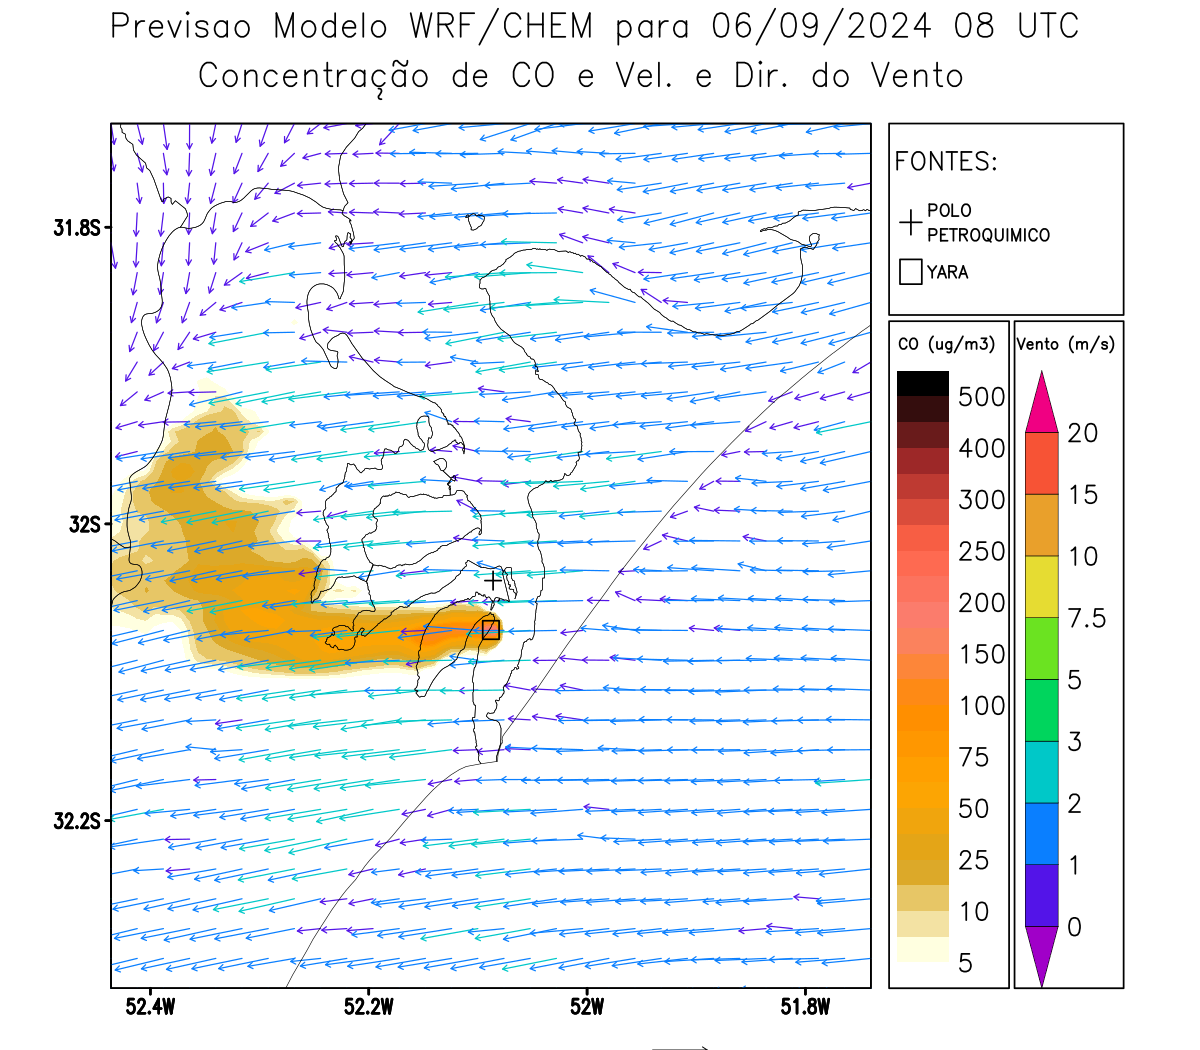 Previsao Modelo WRF/CHEM para 06/09/2024 08 UTC
Concentração de CO e Vel. e Dir. do Vento
FONTES:
POLO
PETROQUIMICO
YARA
CO (ug/m3)
500
400
300
250
200
150
100
75
50
25
10
5
Vento (m/s)
20
15
10
7.5
5
3
2
1
0
31.8S
32S
32.2S
52.4W
52.2W
52W
51.8W